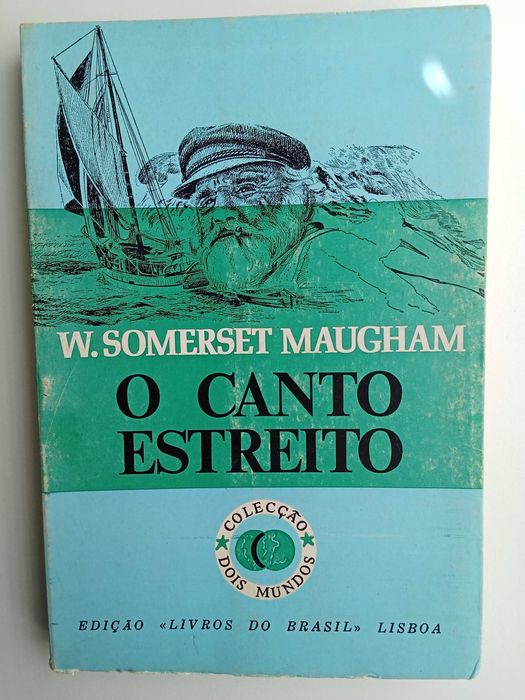 W. SOMERSET MAUGHAM
O CANTO
ESTREITO
COLECÇÃO
DOIS MUNDOS
EDIÇÃO «LIVROS DO BRASIL» LISBOA